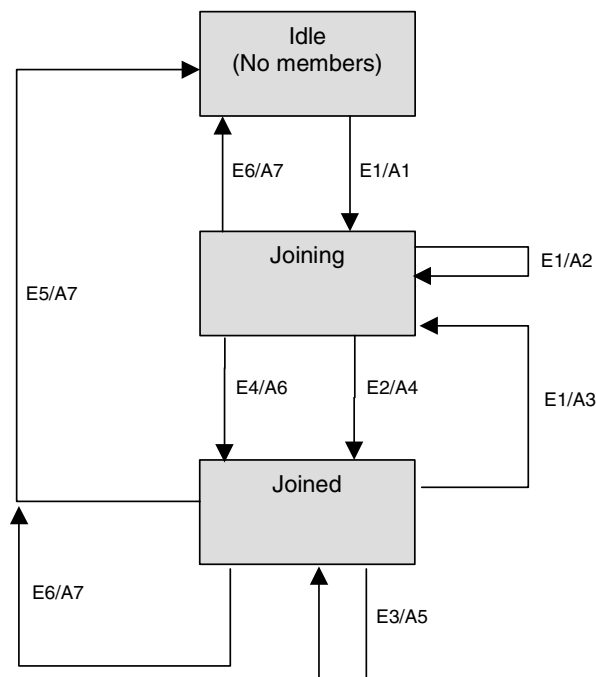 Idle
(No members)
E6/A7
E1/A1
Joining
E1/A2
E5/A7
E4/A6
E2/A4
E1/A3
Joined
E6/A7
E3/A5